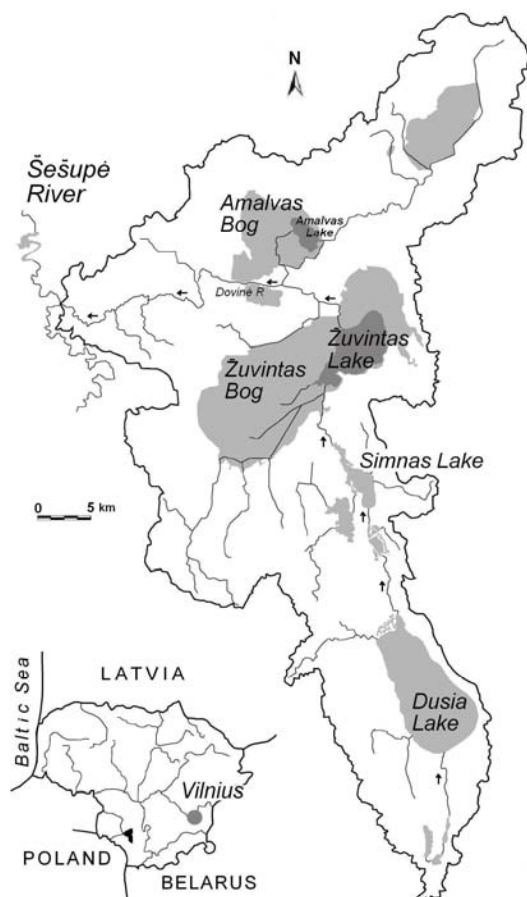 N
Šešupė
River
Amalvas
Bog
Amalvas
Lake
Dovinė R
Žuvintas
Lake
Žuvintas
Bog
Simnas Lake
0 5 km
Dusia
Lake
LATVIA
Baltic Sea
Vilnius
POLAND
BELARUS